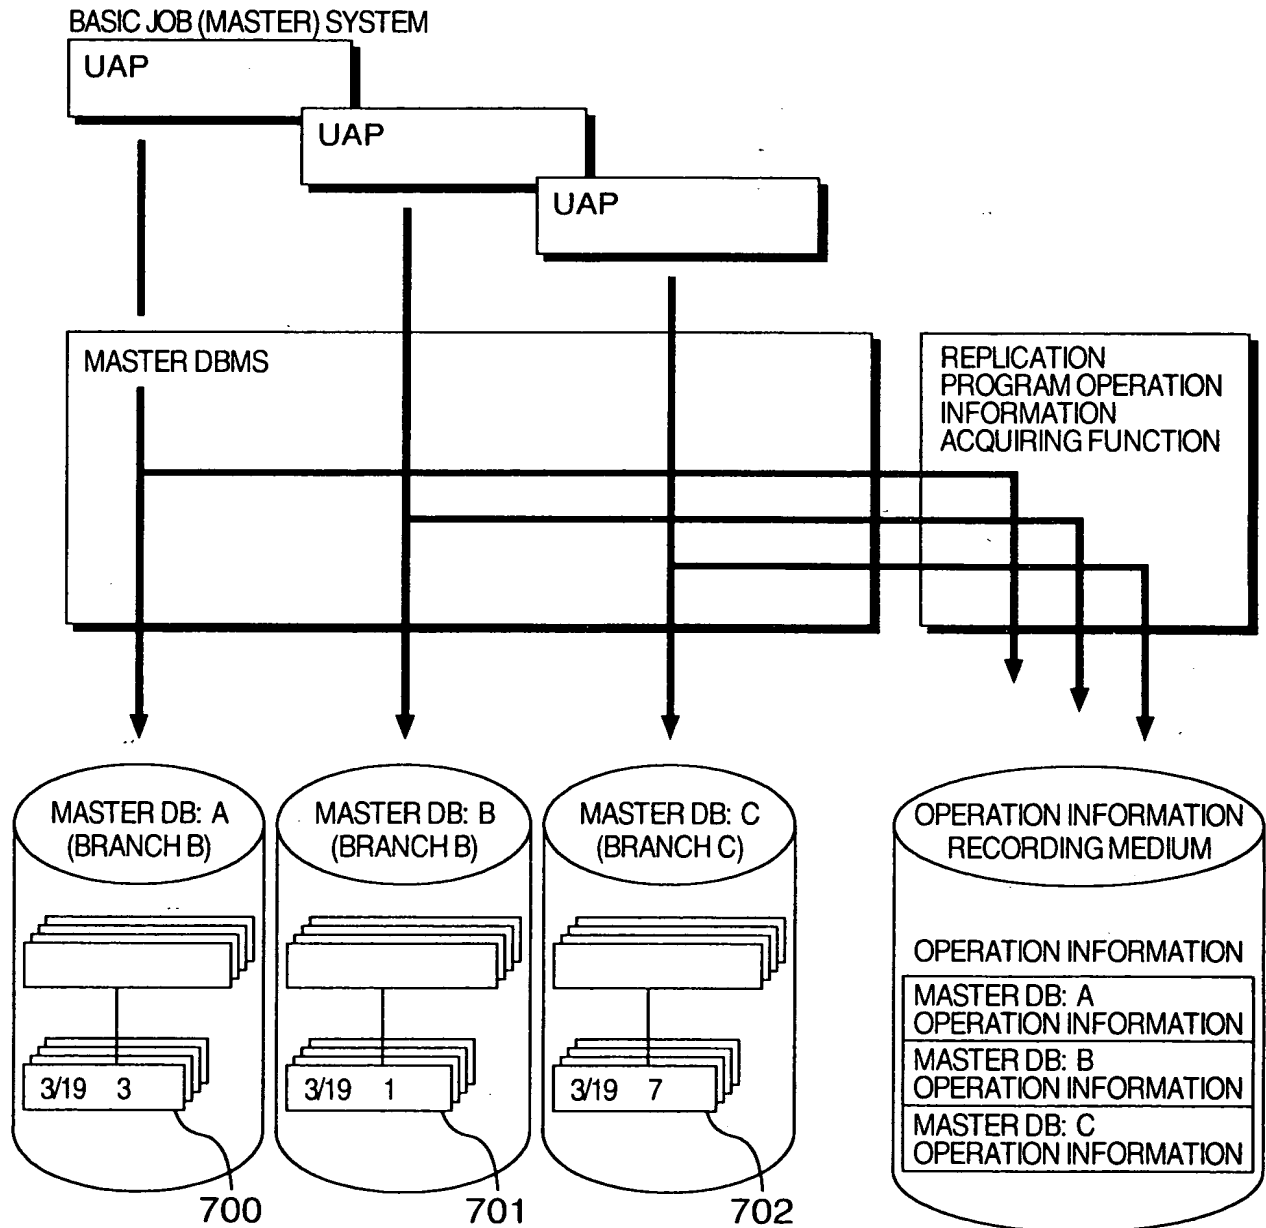 BASIC JOB (MASTER) SYSTEM
UAP
UAP
UAP
MASTER DBMS
REPLICATION
PROGRAM OPERATION
INFORMATION
ACQUIRING FUNCTION
MASTER DB: A
(BRANCH B)
MASTER DB: B
(BRANCH B)
MASTER DB: C
(BRANCH C)
OPERATION INFORMATION
RECORDING MEDIUM
OPERATION INFORMATION
MASTER DB: A
OPERATION INFORMATION
MASTER DB: B
OPERATION INFORMATION
MASTER DB: C
OPERATION INFORMATION
3/19 3
3/19 1
3/19 7
700
701
702